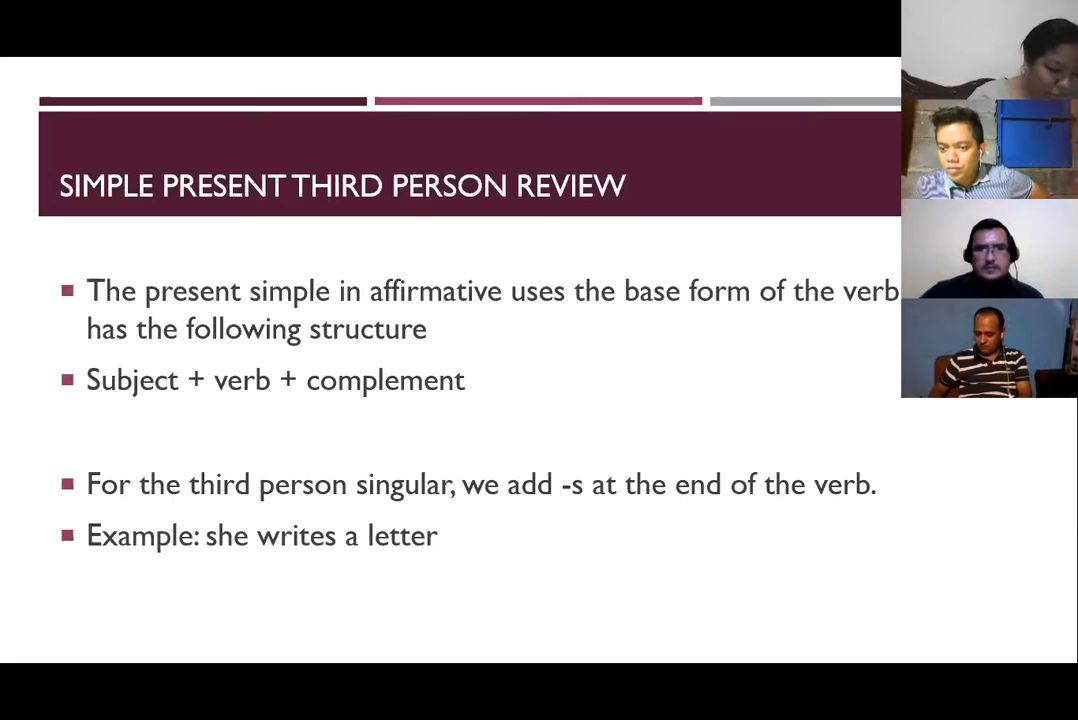 SIMPLE PRESENT THIRD PERSON REVIEW
The present simple in affirmative uses the base form of the verb
has the following structure
Subject + verb + complement
For the third person singular, we add -s at the end of the verb.
Example: she writes a letter